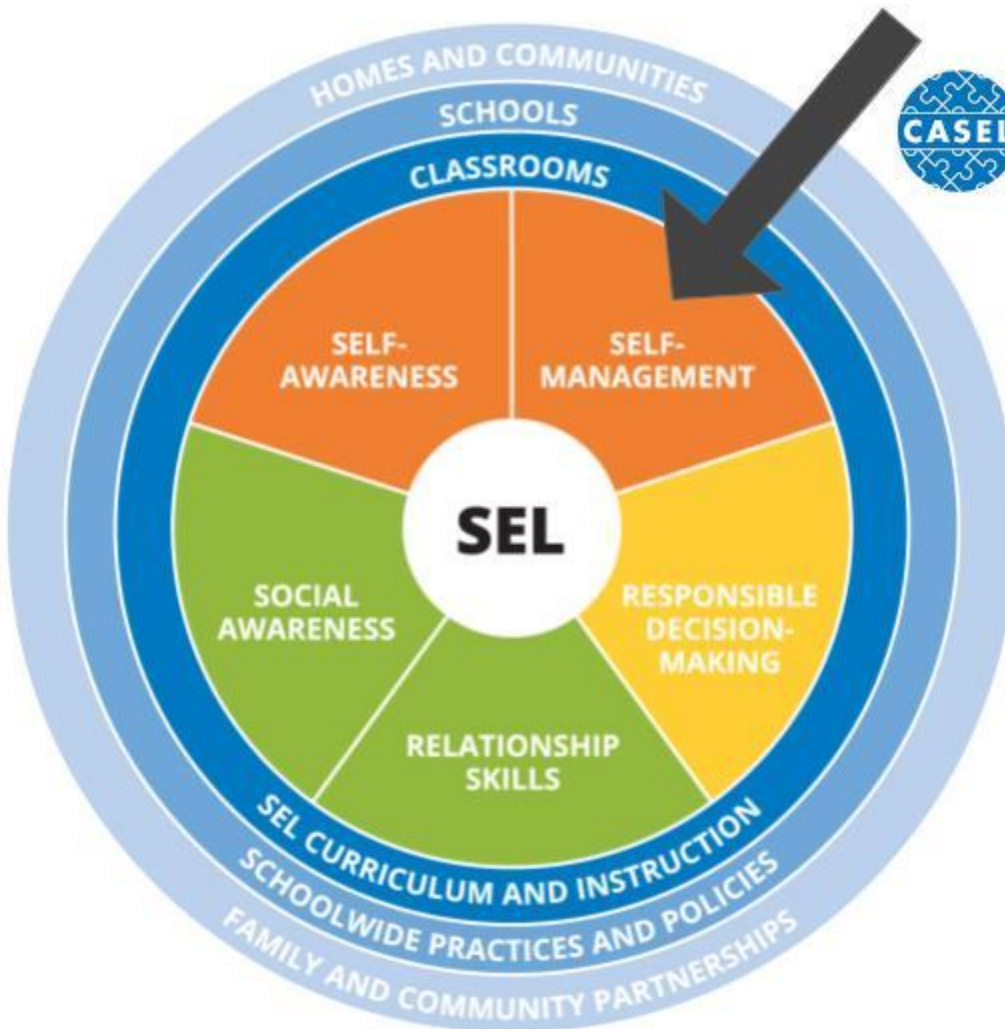 HOMES AND COMMUNITIES
SCHOOLS
CLASSROOMS
CASEL
SELF-
AWARENESS
SELF-
MANAGEMENT
SEL
SOCIAL
AWARENESS
RESPONSIBLE
DECISION-
MAKING
RELATIONSHIP
SKILLS
SEL CURRICULUM AND INSTRUCTION
SCHOOLWIDE PRACTICES AND POLICIES
FAMILY AND COMMUNITY PARTNERSHIPS